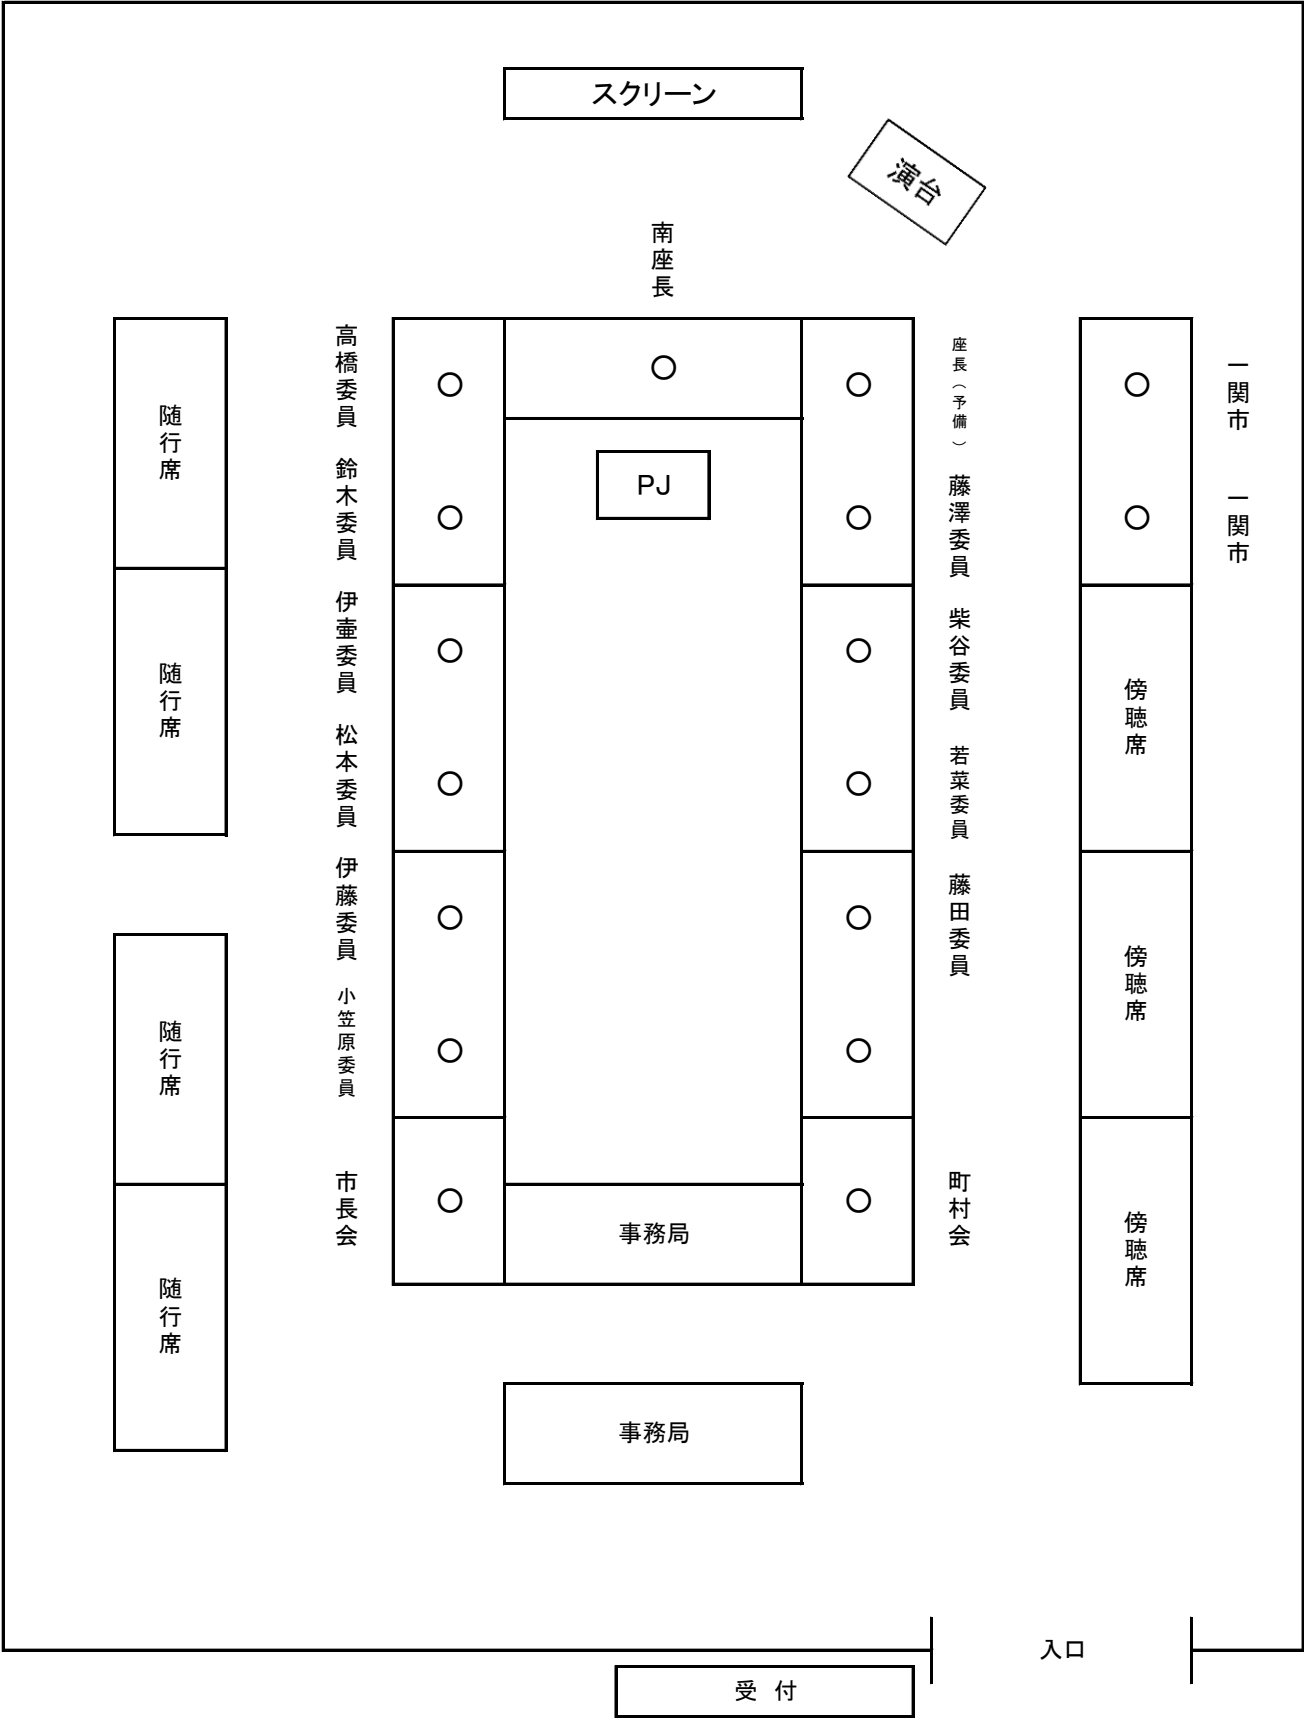 スクリーン
演台
南座長
高橋委員
鈴木委員
伊壷委員
松本委員
伊藤委員
小笠原委員
市長会
座長（予備）
藤澤委員
柴谷委員
若菜委員
藤田委員
町村会
一関市
一関市
PJ
随行席
随行席
随行席
随行席
傍聴席
傍聴席
傍聴席
事務局
事務局
入口
受 付